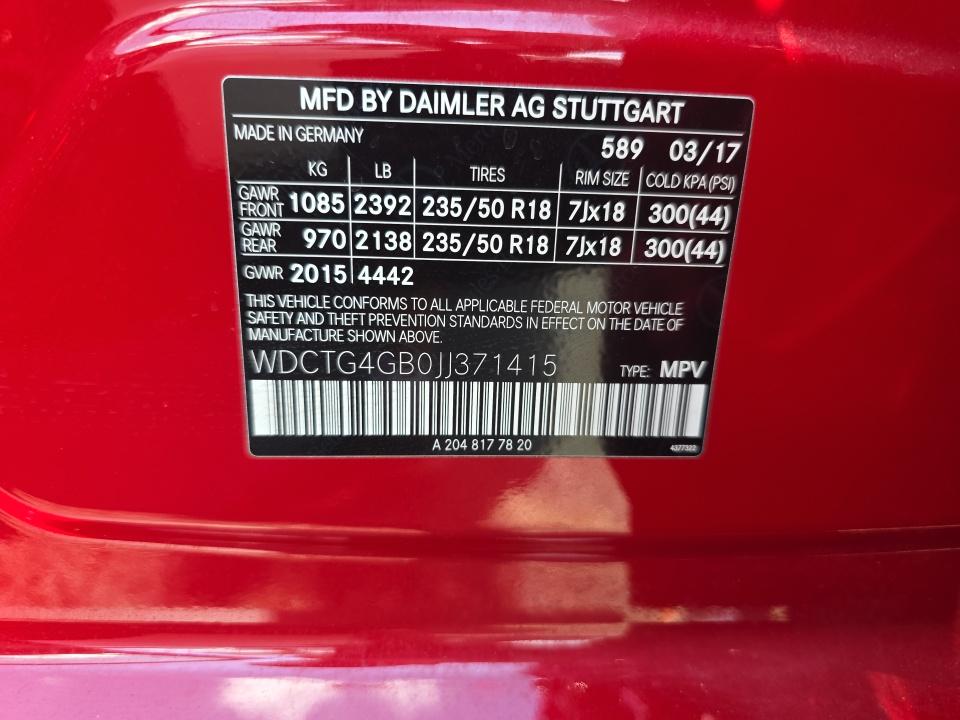 MFD BY DAIMLER AG STUTTGART
MADE IN GERMANY 589 03/17
KG LB TIRES RIM SIZE COLD KPA (PSI)
GAWR FRONT 1085 2392 235/50 R18 7Jx18 300(44)
GAWR REAR 970 2138 235/50 R18 7Jx18 300(44)
GVWR 2015 4442
THIS VEHICLE CONFORMS TO ALL APPLICABLE FEDERAL MOTOR VEHICLE
SAFETY AND THEFT PREVENTION STANDARDS IN EFFECT ON THE DATE OF
MANUFACTURE SHOWN ABOVE.
WDCTG4GB0JJ371415 TYPE: MPV
A 204 817 78 20 4377322